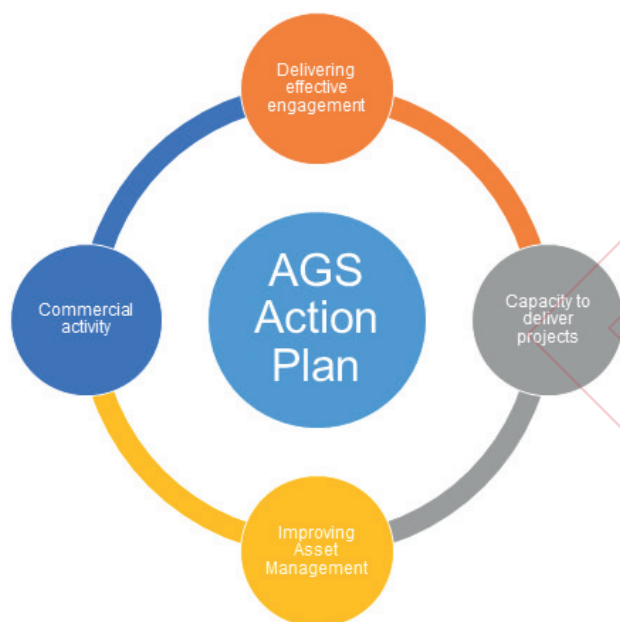 Delivering
effective
engagement
AGS
Action
Plan
Commercial
activity
Capacity to
deliver
projects
Improving
Asset
Management